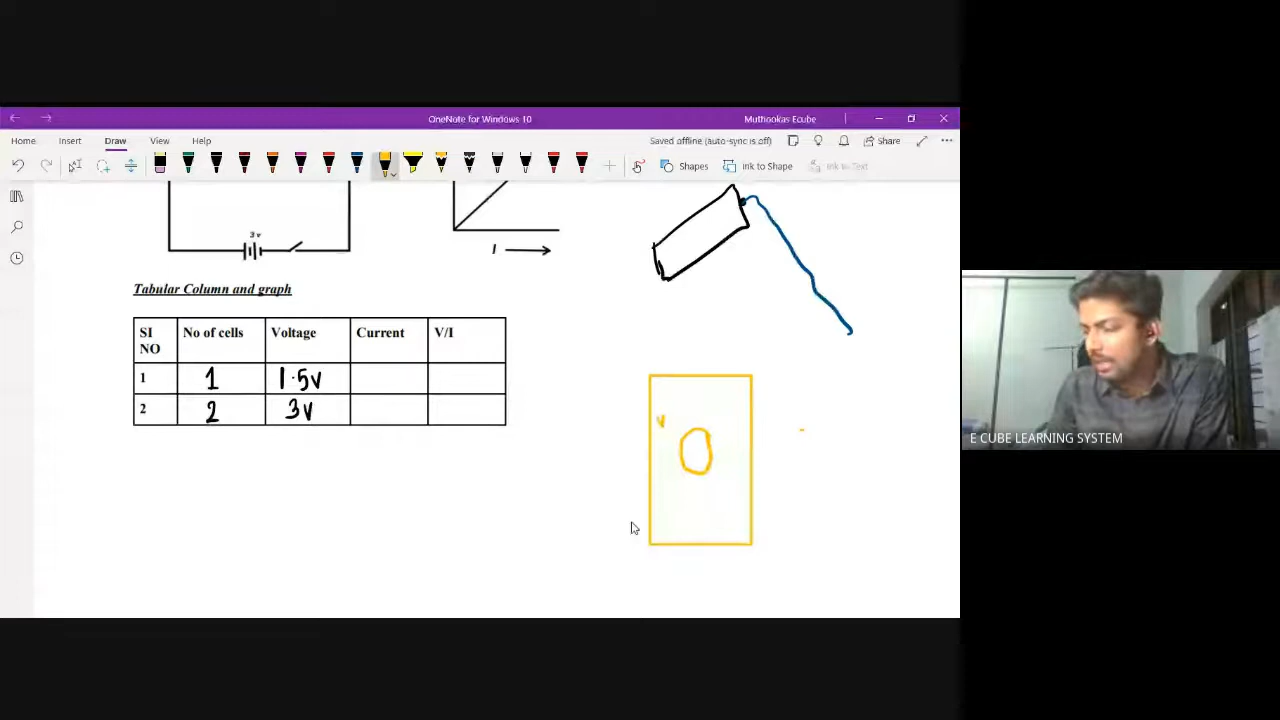 OneNote for Windows 10
Muthookas Ecube
Home Insert Draw View Help
Saved offline (auto-sync is off)
Share
Shapes
Ink to Shape
Ink to Text
3v
I
Tabular Column and graph
SI NO No of cells Voltage Current V/I
1 1 1.5v
2 2 3v
v
E CUBE LEARNING SYSTEM